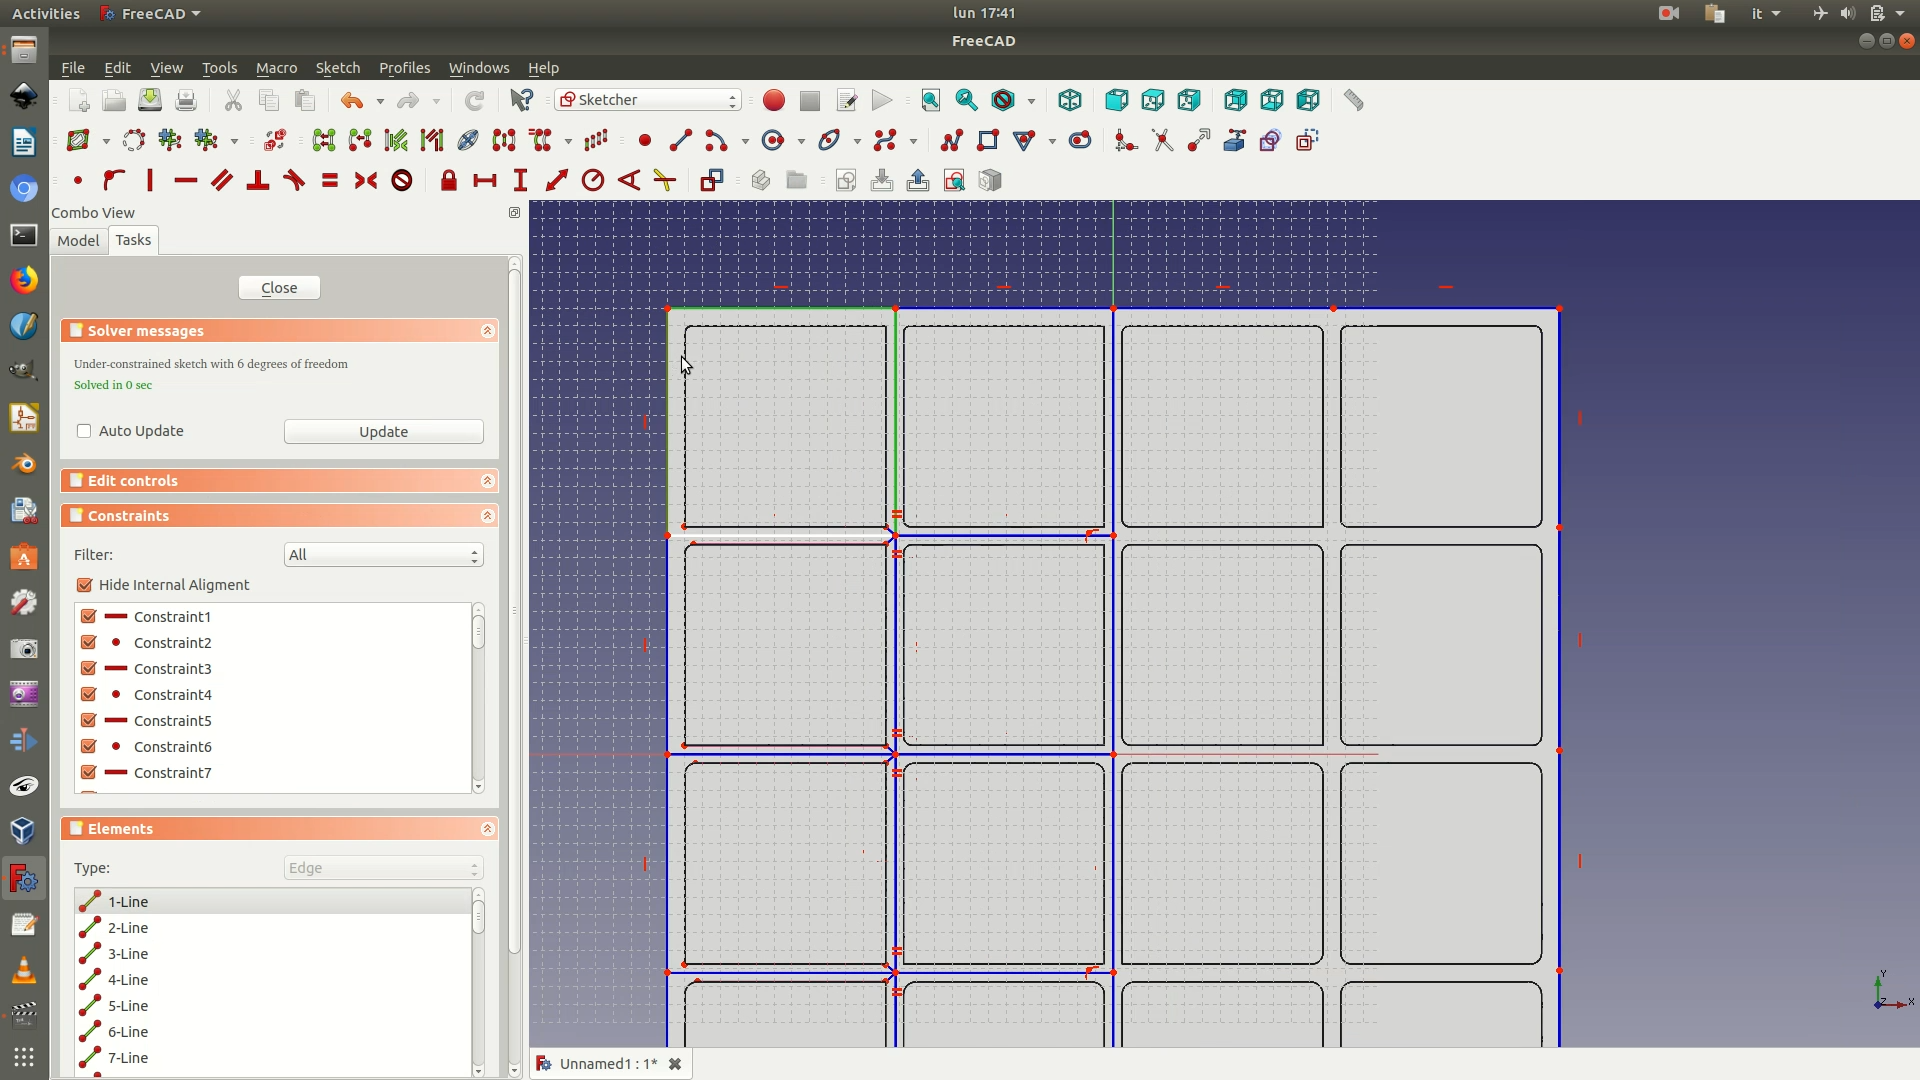 Activities FreeCAD lun 17:41 it
FreeCAD
File Edit View Tools Macro Sketch Profiles Windows Help
Sketcher
Combo View
Model Tasks
Close
Solver messages
Under-constrained sketch with 6 degrees of freedom
Solved in 0 sec
Auto Update Update
Edit controls
Constraints
Filter: All
Hide Internal Aligment
Constraint1
Constraint2
Constraint3
Constraint4
Constraint5
Constraint6
Constraint7
Elements
Type: Edge
1-Line
2-Line
3-Line
4-Line
5-Line
6-Line
7-Line
Y
Z X
Unnamed1 : 1*